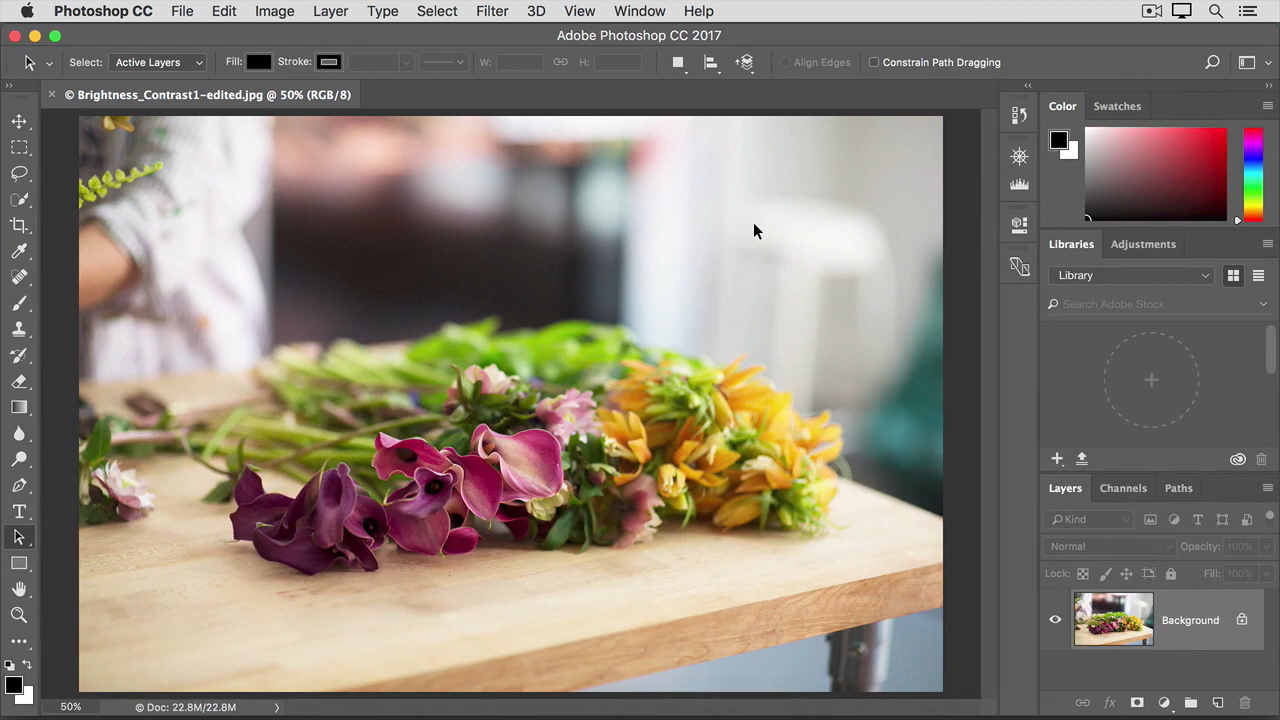 Photoshop CC File Edit Image Layer Type Select Filter 3D View Window Help
Adobe Photoshop CC 2017
Select: Active Layers Fill: Stroke: W: H: Align Edges Constrain Path Dragging
© Brightness_Contrast1-edited.jpg @ 50% (RGB/8)
Color Swatches
Libraries Adjustments
Library
Search Adobe Stock
Layers Channels Paths
Kind
Normal Opacity: 100%
Lock: Fill: 100%
Background
fx
50% © Doc: 22.8M/22.8M